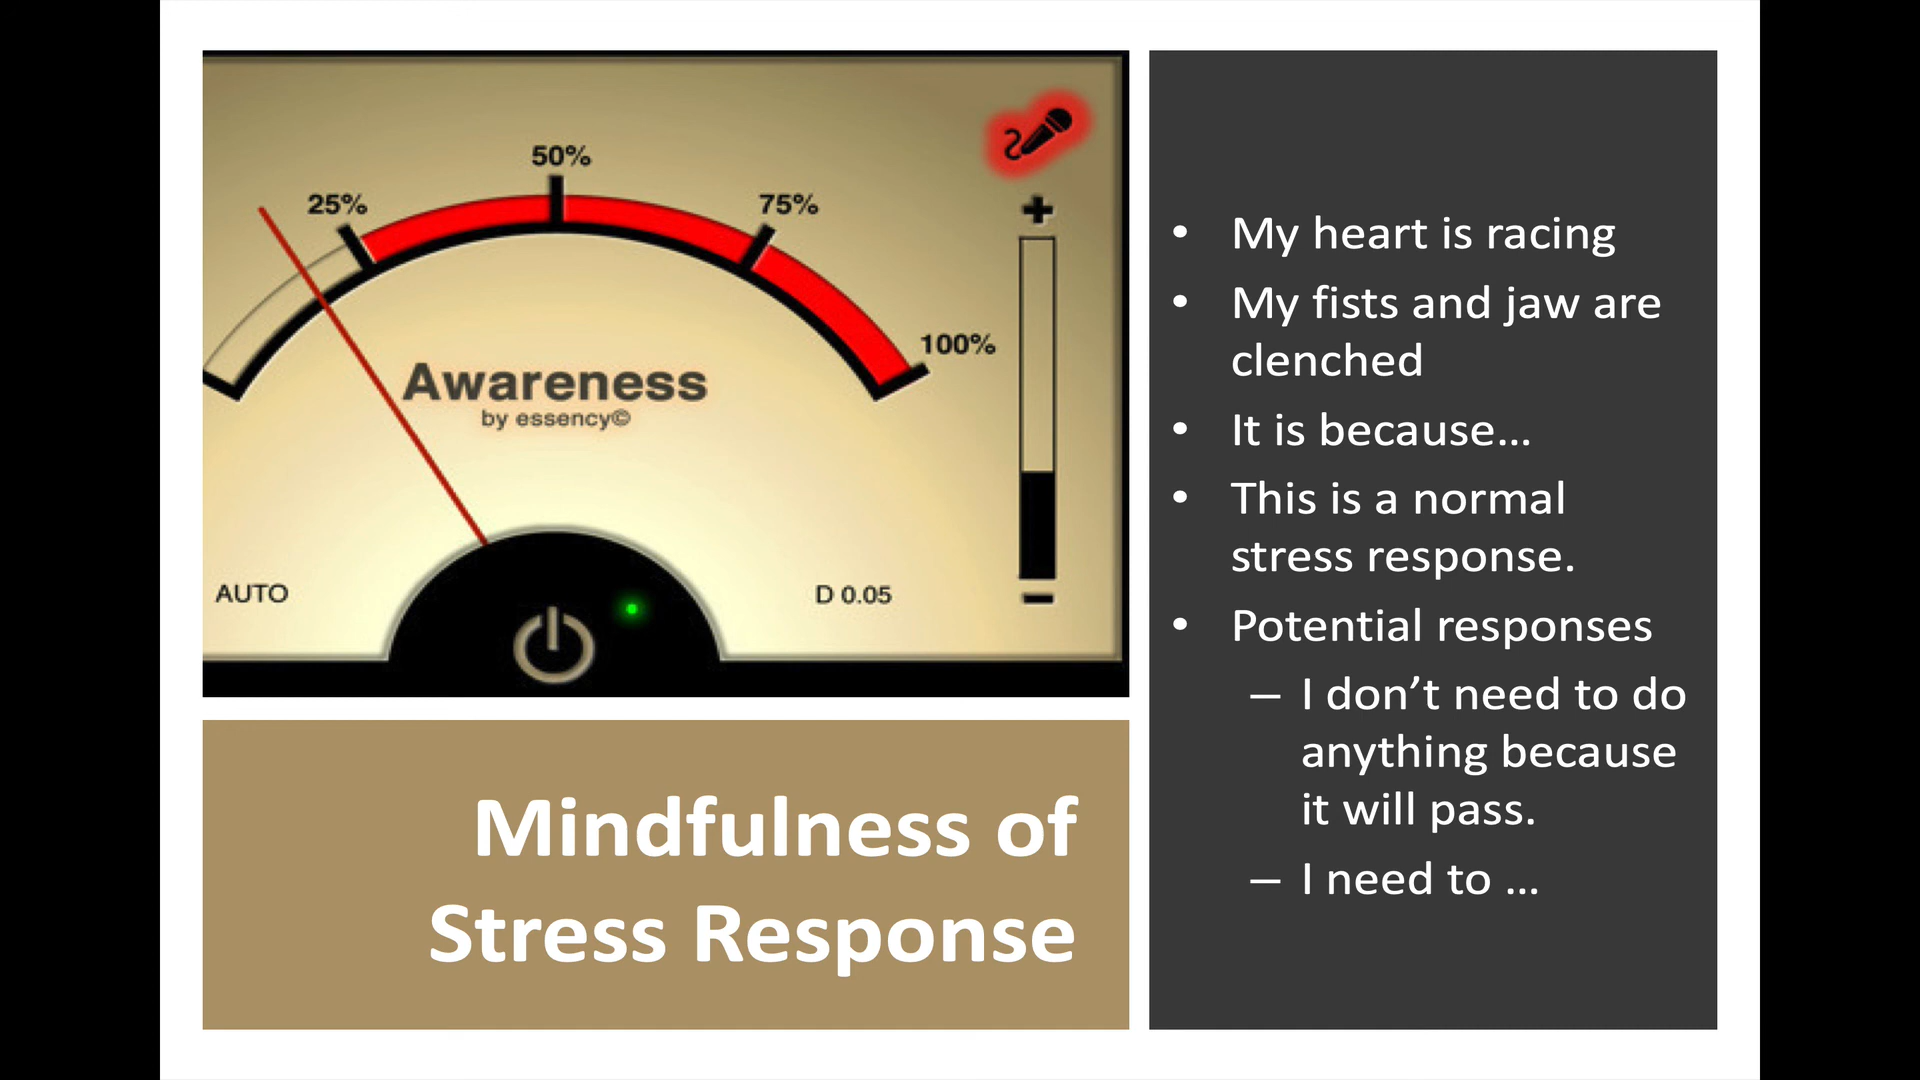 50%
25%
75%
+
100%
Awareness
by essency©
AUTO
D 0.05
Mindfulness of
Stress Response
• My heart is racing
• My fists and jaw are
clenched
• It is because…
• This is a normal
stress response.
• Potential responses
– I don’t need to do
anything because
it will pass.
– I need to …